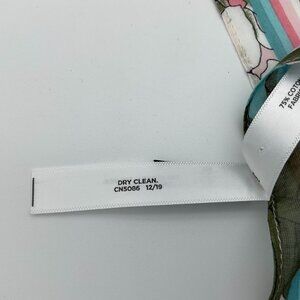 DRY CLEAN.
CN5086 12/19
75% COTTO
FABRI